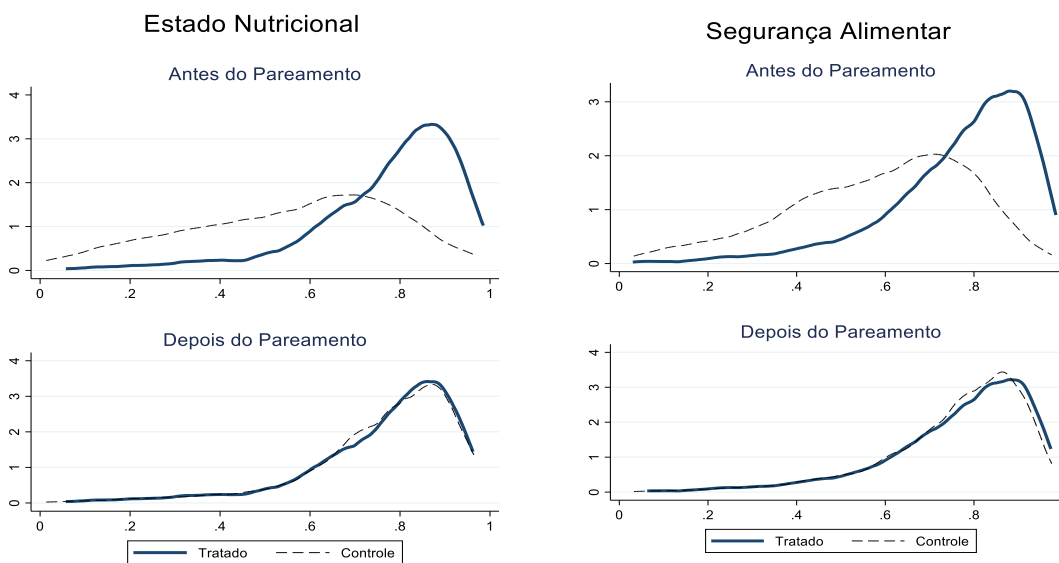 Estado Nutricional
Antes do Pareamento
4
3
2
1
0
0 .2 .4 .6 .8 1
Depois do Pareamento
4
3
2
1
0
0 .2 .4 .6 .8 1
Tratado Controle
Segurança Alimentar
Antes do Pareamento
3
2
1
0
0 .2 .4 .6 .8
Depois do Pareamento
4
3
2
1
0
0 .2 .4 .6 .8
Tratado Controle